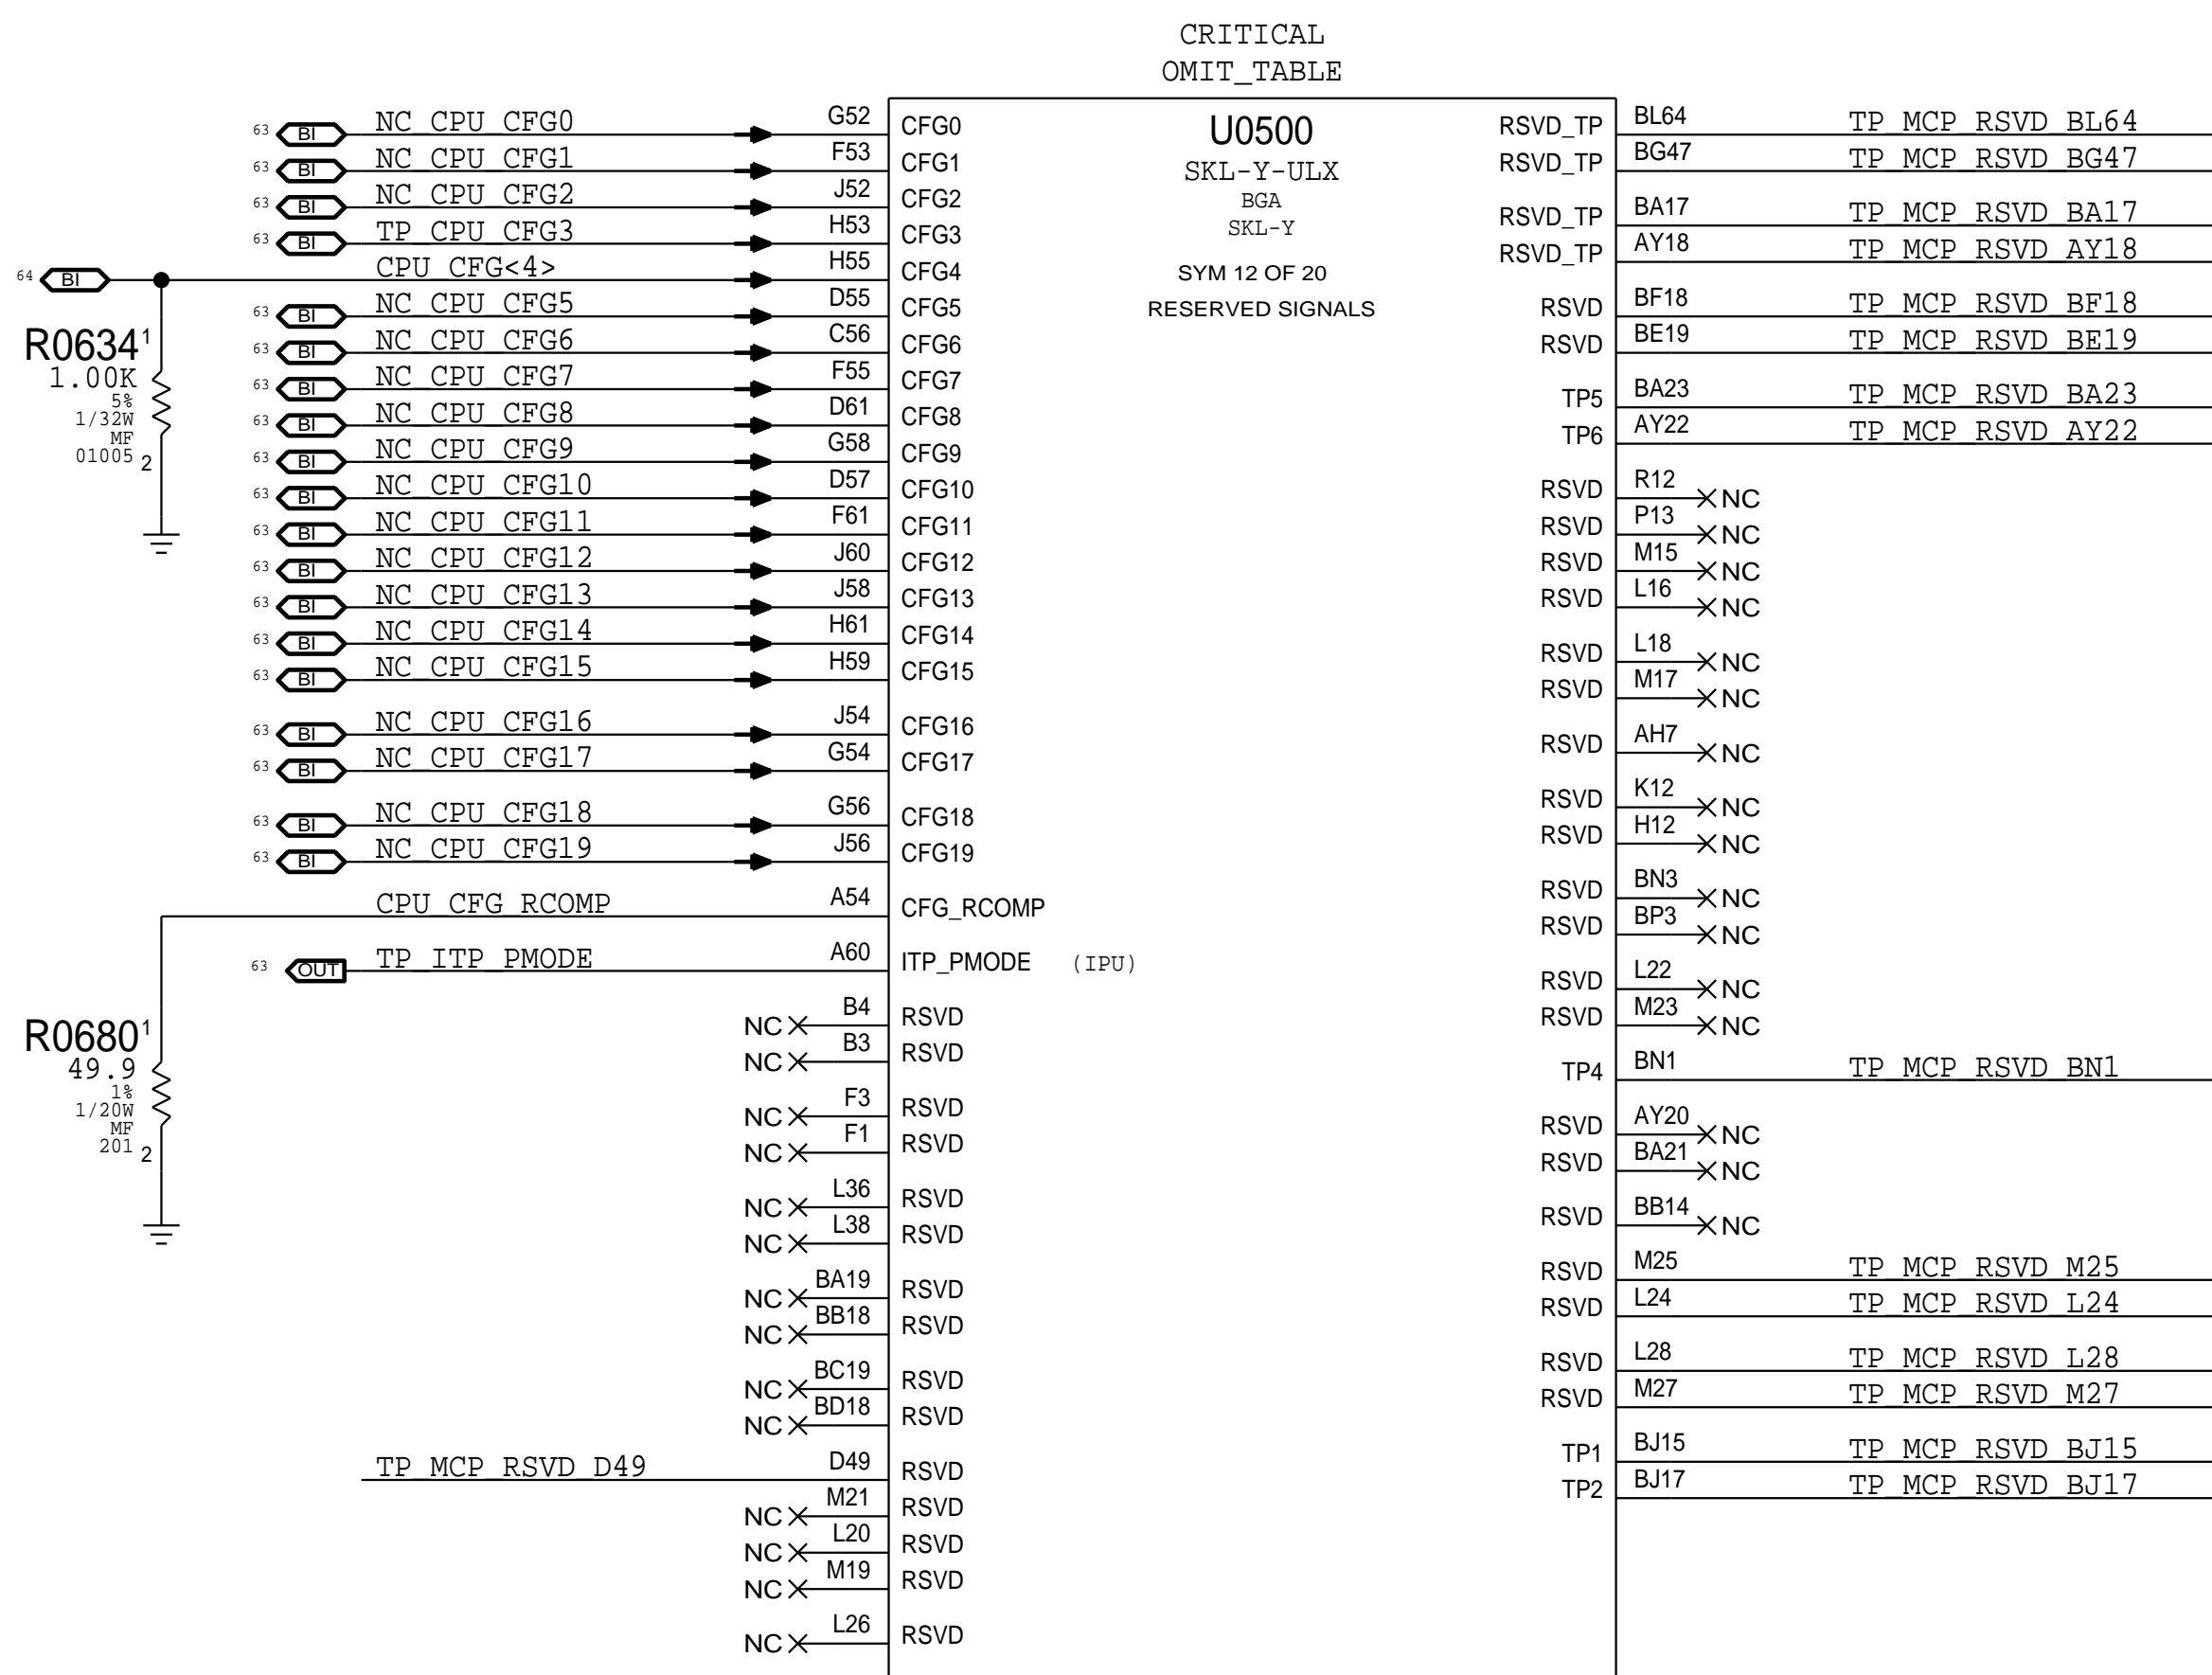 CRITICAL
OMIT_TABLE
U0500
SKL-Y-ULX
BGA
SKL-Y
SYM 12 OF 20
RESERVED SIGNALS
63 BI NC_CPU_CFG0 G52 CFG0
63 BI NC_CPU_CFG1 F53 CFG1
63 BI NC_CPU_CFG2 J52 CFG2
63 BI TP_CPU_CFG3 H53 CFG3
64 BI CPU_CFG<4> H55 CFG4
63 BI NC_CPU_CFG5 D55 CFG5
63 BI NC_CPU_CFG6 C56 CFG6
63 BI NC_CPU_CFG7 F55 CFG7
63 BI NC_CPU_CFG8 D61 CFG8
63 BI NC_CPU_CFG9 G58 CFG9
63 BI NC_CPU_CFG10 D57 CFG10
63 BI NC_CPU_CFG11 F61 CFG11
63 BI NC_CPU_CFG12 J60 CFG12
63 BI NC_CPU_CFG13 J58 CFG13
63 BI NC_CPU_CFG14 H61 CFG14
63 BI NC_CPU_CFG15 H59 CFG15
63 BI NC_CPU_CFG16 J54 CFG16
63 BI NC_CPU_CFG17 G54 CFG17
63 BI NC_CPU_CFG18 G56 CFG18
63 BI NC_CPU_CFG19 J56 CFG19
CPU_CFG_RCOMP A54 CFG_RCOMP
63 OUT TP_ITP_PMODE A60 ITP_PMODE (IPU)
R0634 1
1.00K
5%
1/32W
MF
01005 2
R0680 1
49.9
1%
1/20W
MF
201 2
NC B4 RSVD
NC B3 RSVD
NC F3 RSVD
NC F1 RSVD
NC L36 RSVD
NC L38 RSVD
NC BA19 RSVD
NC BB18 RSVD
NC BC19 RSVD
NC BD18 RSVD
TP_MCP_RSVD_D49 D49 RSVD
NC M21 RSVD
NC L20 RSVD
NC M19 RSVD
NC L26 RSVD
RSVD_TP BL64 TP_MCP_RSVD_BL64
RSVD_TP BG47 TP_MCP_RSVD_BG47
RSVD_TP BA17 TP_MCP_RSVD_BA17
RSVD_TP AY18 TP_MCP_RSVD_AY18
RSVD BF18 TP_MCP_RSVD_BF18
RSVD BE19 TP_MCP_RSVD_BE19
TP5 BA23 TP_MCP_RSVD_BA23
TP6 AY22 TP_MCP_RSVD_AY22
RSVD R12 NC
RSVD P13 NC
RSVD M15 NC
RSVD L16 NC
RSVD L18 NC
RSVD M17 NC
RSVD AH7 NC
RSVD K12 NC
RSVD H12 NC
RSVD BN3 NC
RSVD BP3 NC
RSVD L22 NC
RSVD M23 NC
TP4 BN1 TP_MCP_RSVD_BN1
RSVD AY20 NC
RSVD BA21 NC
RSVD BB14 NC
RSVD M25 TP_MCP_RSVD_M25
RSVD L24 TP_MCP_RSVD_L24
RSVD L28 TP_MCP_RSVD_L28
RSVD M27 TP_MCP_RSVD_M27
TP1 BJ15 TP_MCP_RSVD_BJ15
TP2 BJ17 TP_MCP_RSVD_BJ17